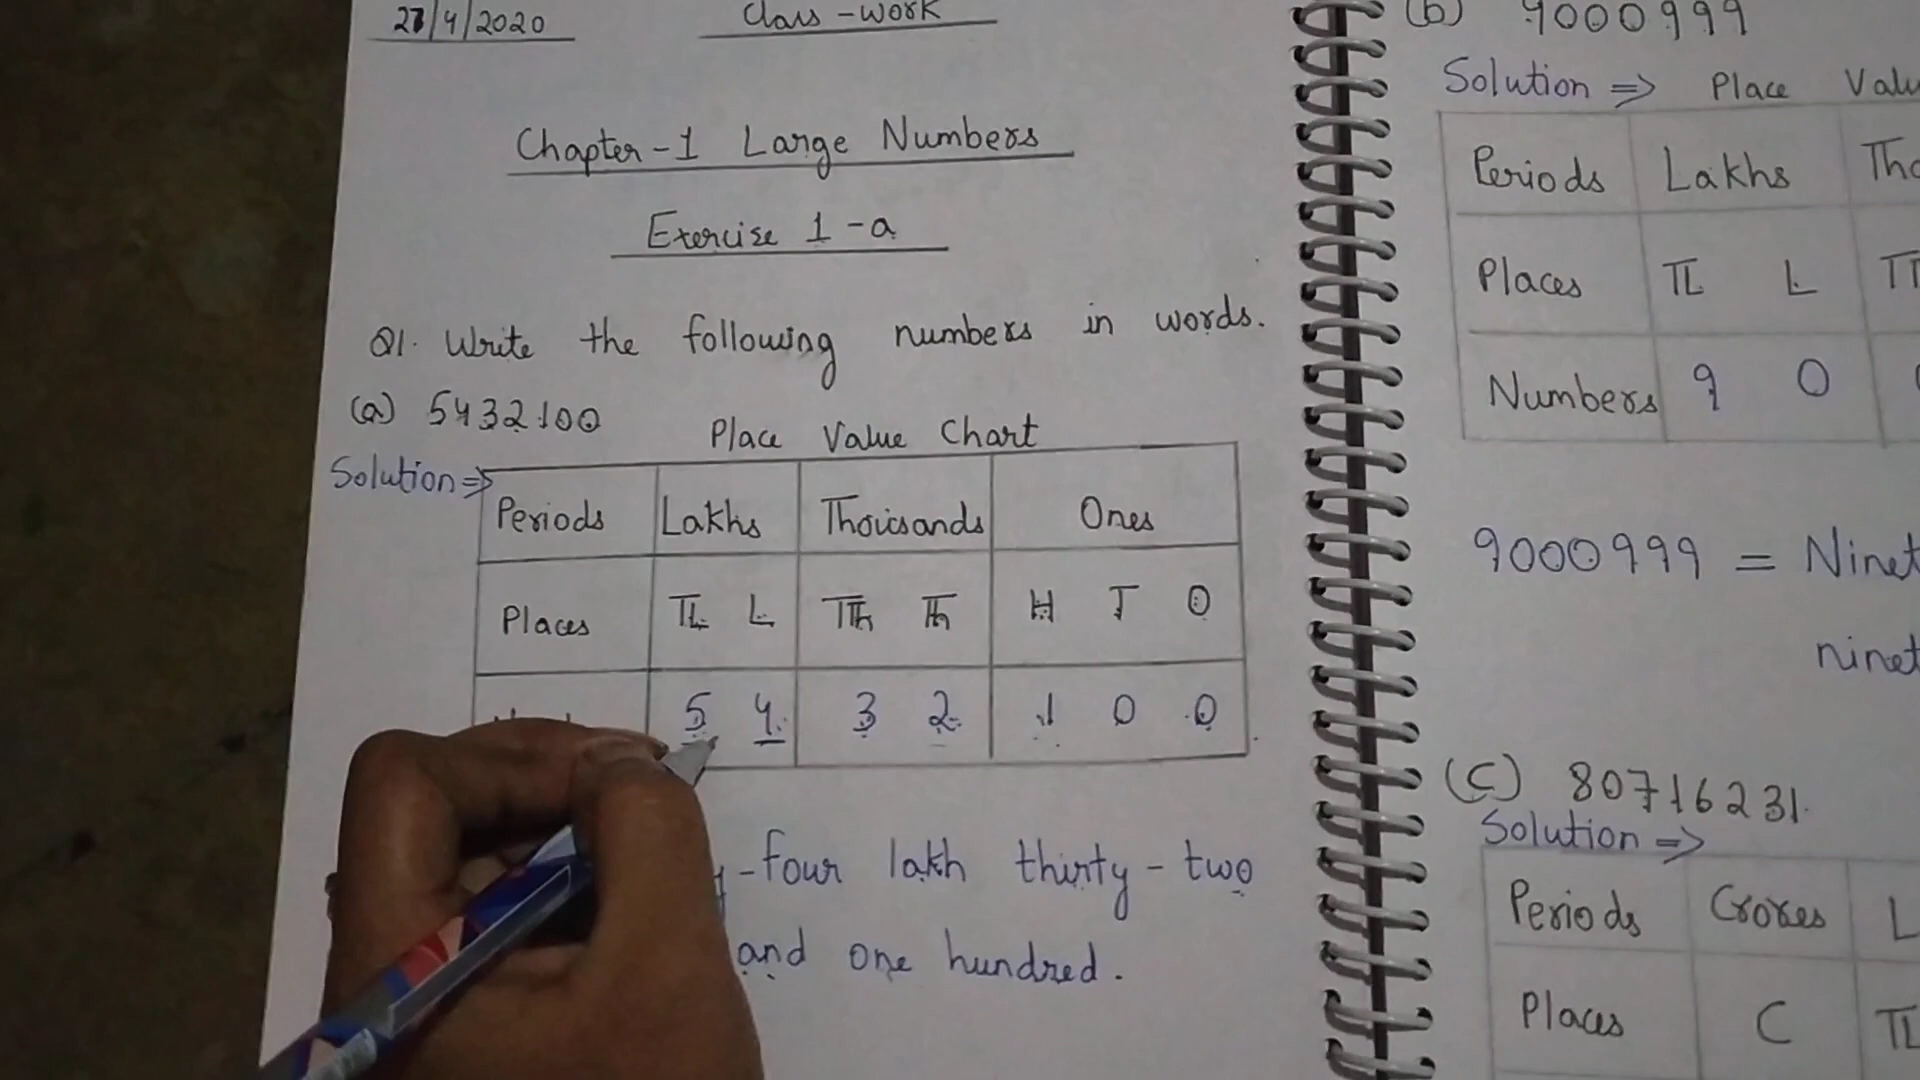 27/4/2020 Class-work
Chapter-1 Large Numbers
Exercise 1-a
Q1. Write the following numbers in words.
(a) 5432100
Place Value Chart
Solution ⇒
Periods Lakhs Thousands Ones
Places TL L TTh Th H T O
5 4 3 2 1 0 0
-four lakh thirty-two
and one hundred.
(b) 9000999
Solution ⇒ Place
Periods Lakhs
Places TL L
Numbers 9 0
9000999 =
(C) 80716231.
Solution ⇒
Periods Crores
Places C TL